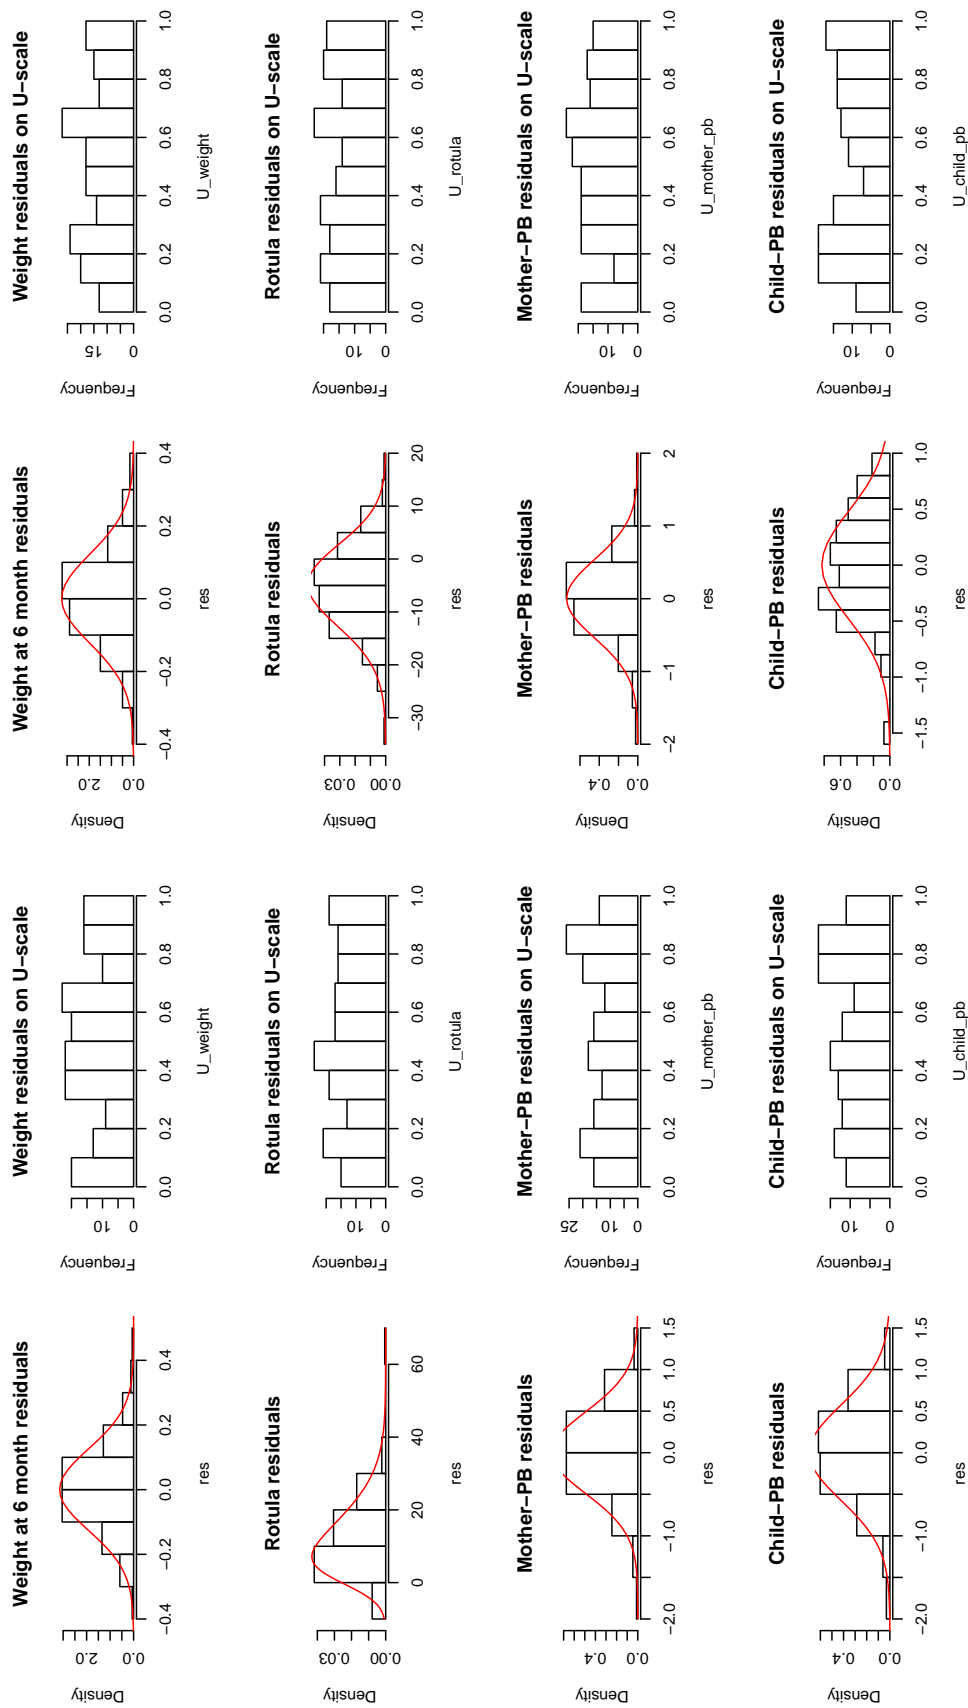 Weight at 6 month residuals
Density
0.0 2.0
−0.4 −0.2 0.0 0.2 0.4
res
Weight residuals on U−scale
Frequency
0 10
0.0 0.2 0.4 0.6 0.8 1.0
U_weight
Weight at 6 month residuals
Density
0.0 2.0
−0.4 −0.2 0.0 0.2 0.4
res
Weight residuals on U−scale
Frequency
0 15
0.0 0.2 0.4 0.6 0.8 1.0
U_weight
Rotula residuals
Density
0.00 0.03
0 20 40 60
res
Rotula residuals on U−scale
Frequency
0 10
0.0 0.2 0.4 0.6 0.8 1.0
U_rotula
Rotula residuals
Density
0.00 0.03
−30 −20 −10 0 10 20
res
Rotula residuals on U−scale
Frequency
0 10
0.0 0.2 0.4 0.6 0.8 1.0
U_rotula
Mother−PB residuals
Density
0.0 0.4
−2.0 −1.0 0.0 0.5 1.0 1.5
res
Mother−PB residuals on U−scale
Frequency
0 10 25
0.0 0.2 0.4 0.6 0.8 1.0
U_mother_pb
Mother−PB residuals
Density
0.0 0.4
−2 −1 0 1 2
res
Mother−PB residuals on U−scale
Frequency
0 10
0.0 0.2 0.4 0.6 0.8 1.0
U_mother_pb
Child−PB residuals
Density
0.0 0.4
−2.0 −1.0 0.0 0.5 1.0 1.5
res
Child−PB residuals on U−scale
Frequency
0 10
0.0 0.2 0.4 0.6 0.8 1.0
U_child_pb
Child−PB residuals
Density
0.0 0.6
−1.5 −1.0 −0.5 0.0 0.5 1.0
res
Child−PB residuals on U−scale
Frequency
0 10
0.0 0.2 0.4 0.6 0.8 1.0
U_child_pb